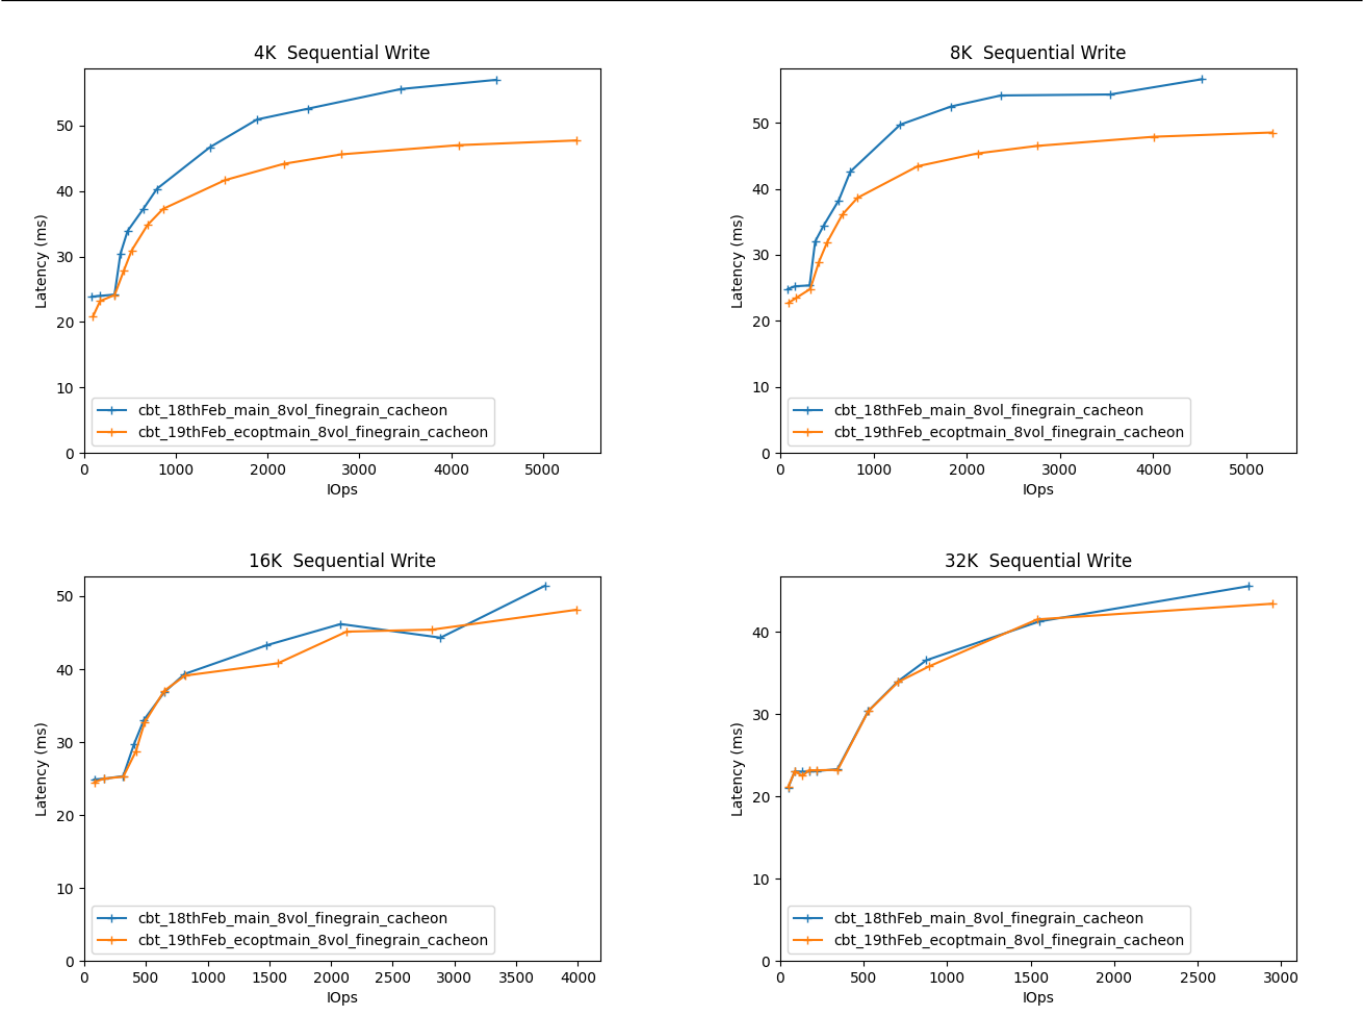 4K  Sequential Write
Latency (ms)
50
40
30
20
10
0
cbt_18thFeb_main_8vol_finegrain_cacheon
cbt_19thFeb_ecoptmain_8vol_finegrain_cacheon
0 1000 2000 3000 4000 5000
IOps
8K  Sequential Write
Latency (ms)
50
40
30
20
10
0
cbt_18thFeb_main_8vol_finegrain_cacheon
cbt_19thFeb_ecoptmain_8vol_finegrain_cacheon
0 1000 2000 3000 4000 5000
IOps
16K  Sequential Write
Latency (ms)
50
40
30
20
10
0
cbt_18thFeb_main_8vol_finegrain_cacheon
cbt_19thFeb_ecoptmain_8vol_finegrain_cacheon
0 500 1000 1500 2000 2500 3000 3500 4000
IOps
32K  Sequential Write
Latency (ms)
40
30
20
10
0
cbt_18thFeb_main_8vol_finegrain_cacheon
cbt_19thFeb_ecoptmain_8vol_finegrain_cacheon
0 500 1000 1500 2000 2500 3000
IOps